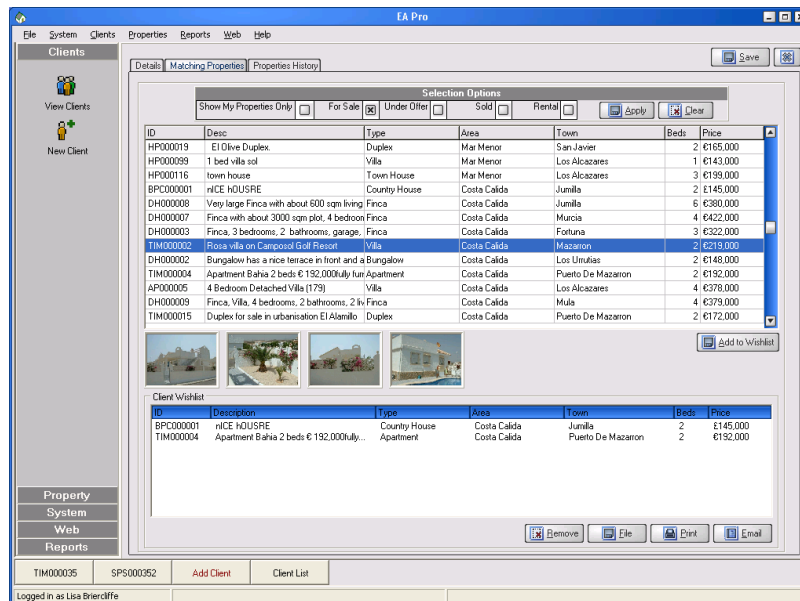 EA Pro
File System Clients Properties Reports Web Help
Clients
View Clients
New Client
Property
System
Web
Reports
Save
Details Matching Properties Properties History
Selection Options
Show My Properties Only For Sale Under Offer Sold Rental Apply Clear
ID Desc Type Area Town Beds Price
HP000019 El Olive Duplex. Duplex Mar Menor San Javier 2 €165,000
HP000099 1 bed villa sol Villa Mar Menor Los Alcazares 1 €143,000
HP000116 town house Town House Mar Menor Los Alcazares 3 €199,000
BPC000001 nICE hOUSRE Country House Costa Calida Jumilla 2 £145,000
DH000008 Very large Finca with about 600 sqm living Finca Costa Calida Jumilla 6 €380,000
DH000007 Finca with about 3000 sqm plot, 4 bedroon Finca Costa Calida Murcia 4 €422,000
DH000003 Finca, 3 bedrooms, 2 bathrooms, garage, Finca Costa Calida Fortuna 3 €322,000
TIM000002 Rosa villa on Camposol Golf Resort Villa Costa Calida Mazarron 2 €219,000
DH000002 Bungalow has a nice terrace in front and a Bungalow Costa Calida Los Urrutias 2 €148,000
TIM000004 Apartment Bahia 2 beds € 192,000fully fur Apartment Costa Calida Puerto De Mazarron 2 €192,000
AP000005 4 Bedroom Detached Villa (179) Villa Costa Calida Los Alcazares 4 €378,000
DH000009 Finca, Villa, 4 bedrooms, 2 bathrooms, 2 liv Finca Costa Calida Mula 4 €379,000
TIM000015 Duplex for sale in urbanisation El Alamillo Duplex Costa Calida Puerto De Mazarron 2 €172,000
Add to Wishlist
Client Wishlist
ID Description Type Area Town Beds Price
BPC000001 nICE hOUSRE Country House Costa Calida Jumilla 2 £145,000
TIM000004 Apartment Bahia 2 beds € 192,000fully... Apartment Costa Calida Puerto De Mazarron 2 €192,000
Remove File Print Email
TIM000035 SPS000352 Add Client Client List
Logged in as Lisa Briercliffe